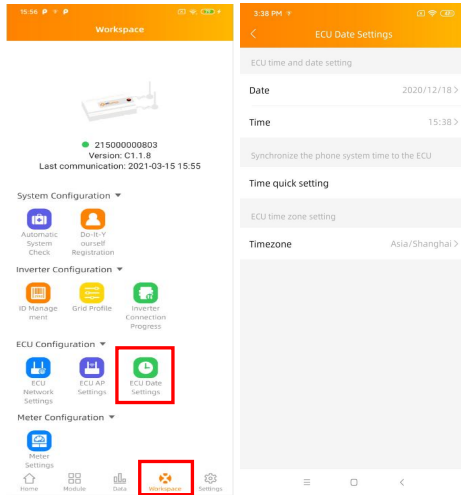 15:56
Workspace
215000000803
Version: C1.1.8
Last communication: 2021-03-15 15:55
System Configuration
Automatic
System
Check
Do-It-Y
ourself
Registration
Inverter Configuration
ID Manage
ment
Grid Profile
Inverter
Connection
Progress
ECU Configuration
ECU
Network
Settings
ECU AP
Settings
ECU Date
Settings
Meter Configuration
Meter
Settings
Home
Module
Data
Workspace
Settings
3:38 PM
ECU Date Settings
ECU time and date setting
Date 2020/12/18
Time 15:38
Synchronize the phone system time to the ECU
Time quick setting
ECU time zone setting
Timezone Asia/Shanghai